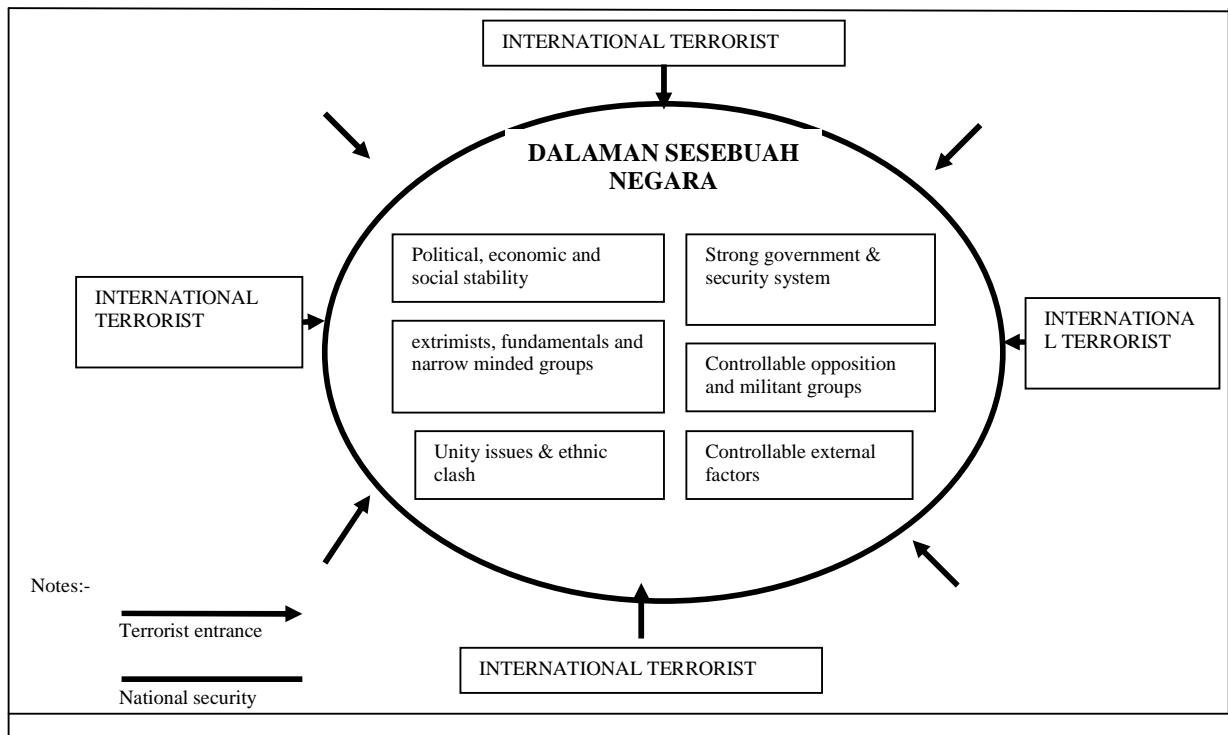 INTERNATIONAL TERRORIST
DALAMAN SESEBUAH
NEGARA
Political, economic and
social stability
Strong government &
security system
INTERNATIONAL
TERRORIST
extrimists, fundamentals and
narrow minded groups
Controllable opposition
and militant groups
INTERNATIONA
L TERRORIST
Unity issues & ethnic
clash
Controllable external
factors
Notes:-
Terrorist entrance
National security
INTERNATIONAL TERRORIST